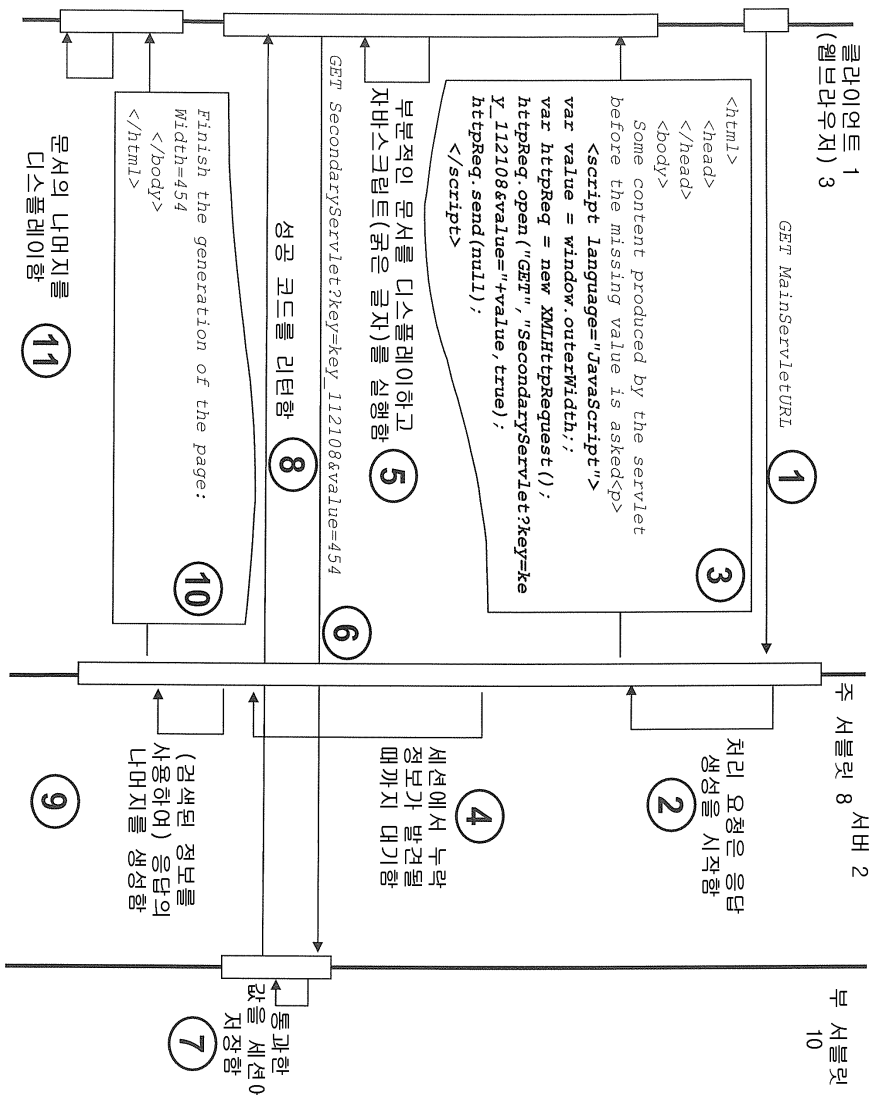 클라이언트 1
(웹브라우저) 3
서버 2
주 서블릿 8
부 서블릿
10
GET MainServletURL
1
처리 요청은 응답
생성을 시작함
2
<html>
<head>
</head>
<body>
Some content produced by the servlet
before the missing value is asked<p>
<script language="JavaScript">
var value = window.outerWidth;;
var httpReq = new XMLHttpRequest();
httpReq.open("GET","SecondaryServlet?key=ke
y_112108&value="+value,true);
httpReq.send(null);
</script>
3
세션에서 누락
정보가 발견될
때까지 대기함
4
부분적인 문서를 디스플레이하고
자바스크립트(굵은 글자)를 실행함
5
GET SecondaryServlet?key=key_112108&value=454
6
통과한
값을 세션에
저장함
7
성공 코드를 리턴함
8
(검색된 정보를
사용하여) 응답의
나머지를 생성함
9
Finish the generation of the page:
Width=454
</body>
</html>
10
문서의 나머지를
디스플레이함
11